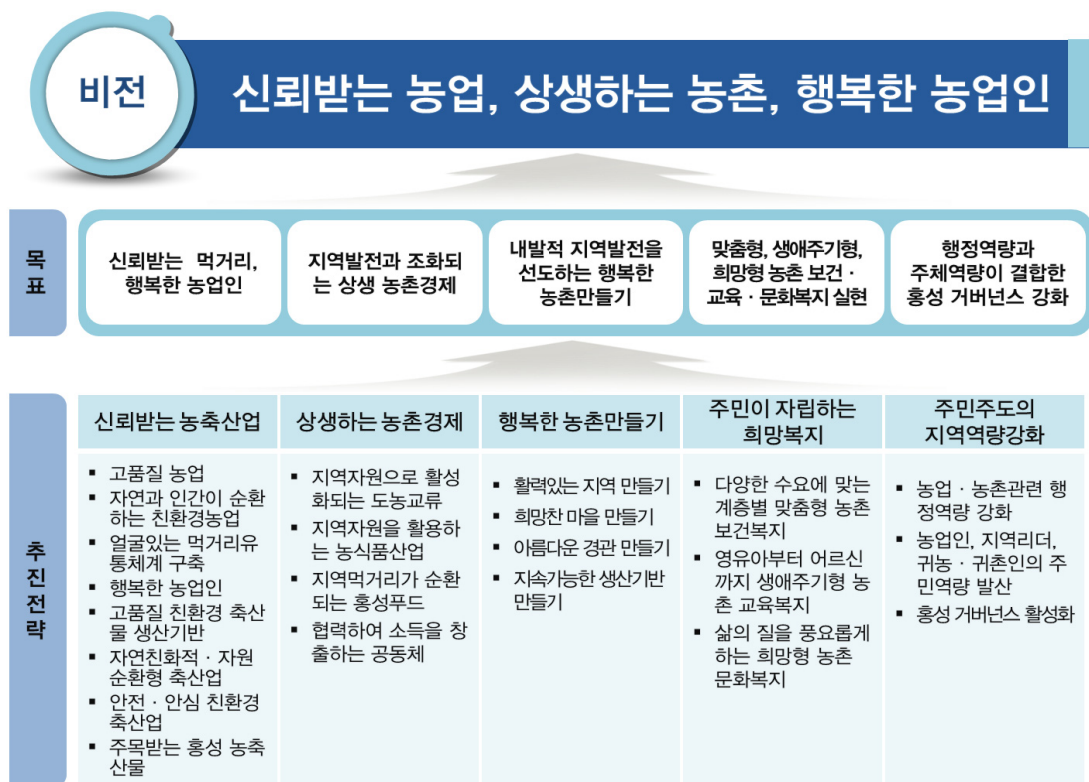 비전
신뢰받는 농업, 상생하는 농촌, 행복한 농업인
목
표
신뢰받는 먹거리,
행복한 농업인
지역발전과 조화되
는 상생 농촌경제
내발적 지역발전을
선도하는 행복한
농촌만들기
맞춤형, 생애주기형,
희망형 농촌 보건 ·
교육 · 문화복지 실현
행정역량과
주체역량이 결합한
홍성 거버넌스 강화
추
진
전
략
신뢰받는 농축산업
▪ 고품질 농업
▪ 자연과 인간이 순환
하는 친환경농업
▪ 얼굴있는 먹거리유
통체계 구축
▪ 행복한 농업인
▪ 고품질 친환경 축산
물 생산기반
▪ 자연친화적 · 자원
순환형 축산업
▪ 안전 · 안심 친환경
축산업
▪ 주목받는 홍성 농축
산물
상생하는 농촌경제
▪ 지역자원으로 활성
화되는 도농교류
▪ 지역자원을 활용하
는 농식품산업
▪ 지역먹거리가 순환
되는 홍성푸드
▪ 협력하여 소득을 창
출하는 공동체
행복한 농촌만들기
▪ 활력있는 지역 만들기
▪ 희망찬 마을 만들기
▪ 아름다운 경관 만들기
▪ 지속가능한 생산기반
만들기
주민이 자립하는
희망복지
▪ 다양한 수요에 맞는
계층별 맞춤형 농촌
보건복지
▪ 영유아부터 어르신
까지 생애주기형 농
촌 교육복지
▪ 삶의 질을 풍요롭게
하는 희망형 농촌
문화복지
주민주도의
지역역량강화
▪ 농업 · 농촌관련 행
정역량 강화
▪ 농업인, 지역리더,
귀농 · 귀촌인의 주
민역량 발산
▪ 홍성 거버넌스 활성화